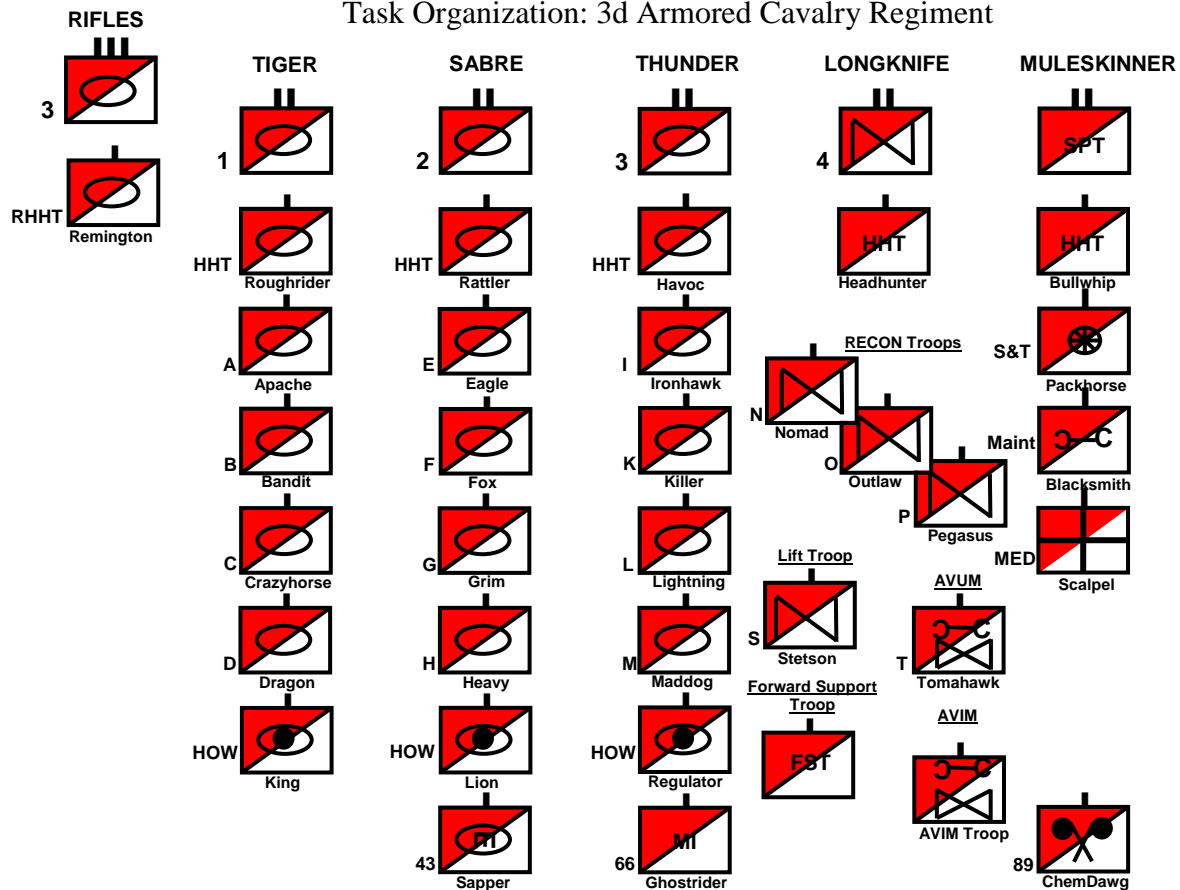 Task Organization: 3d Armored Cavalry Regiment
RIFLES
3
RHHT
Remington
TIGER
1
HHT
Roughrider
A
Apache
B
Bandit
C
Crazyhorse
D
Dragon
HOW
King
SABRE
2
HHT
Rattler
E
Eagle
F
Fox
G
Grim
H
Heavy
HOW
Lion
E
43
Sapper
THUNDER
3
HHT
Havoc
I
Ironhawk
K
Killer
L
Lightning
M
Maddog
HOW
Regulator
MI
66
Ghostrider
LONGKNIFE
4
HHT
Headhunter
RECON Troops
N
Nomad
O
Outlaw
P
Pegasus
Lift Troop
S
Stetson
AVUM
T
Tomahawk
Forward Support
Troop
FST
AVIM
AVIM Troop
MULESKINNER
SPT
HHT
Bullwhip
S&T
Packhorse
Maint
Blacksmith
MED
Scalpel
89
ChemDawg